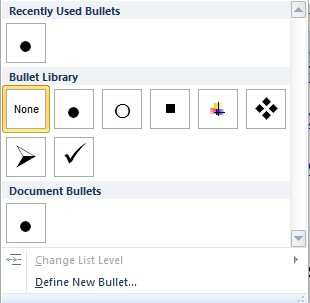 Recently Used Bullets
Bullet Library
None
Document Bullets
Change List Level
Define New Bullet...